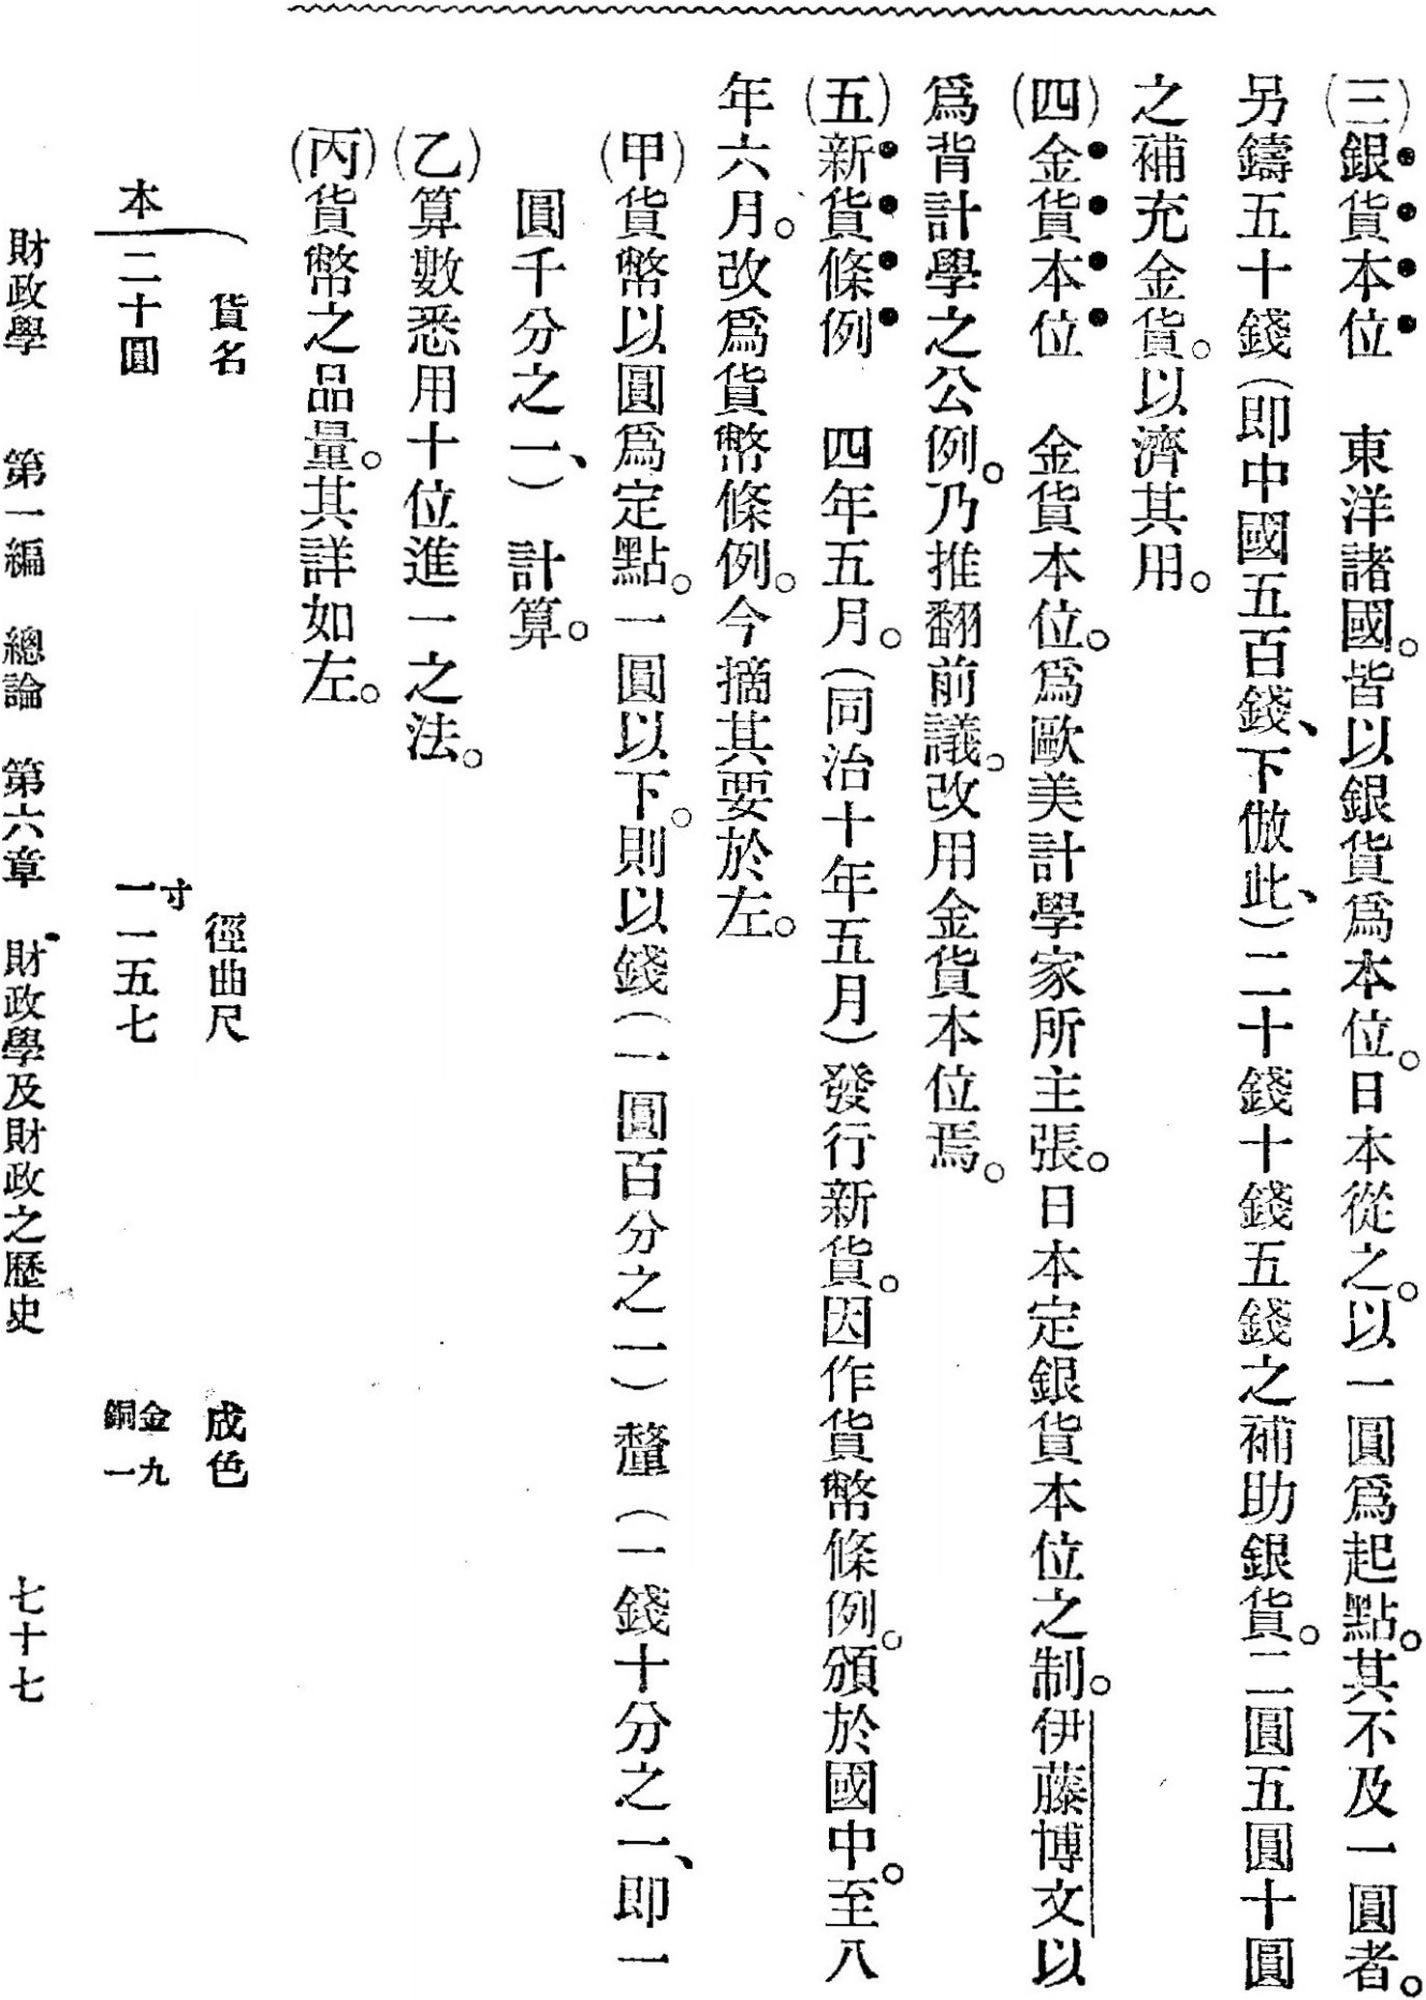 (三)銀貨本位　東洋諸國。皆以銀貨爲本位。日本從之。以一圓爲起點。其不及一圓者。
另鑄五十錢(即中國五百錢、下倣此、)二十錢十錢五錢之補助銀貨。二圓五圓十圓
之補充金貨。以濟其用。
(四)金貨本位　金貨本位。爲歐美計學家所主張。日本定銀貨本位之制。伊藤博文以
爲背計學之公例。乃推翻前議。改用金貨本位焉。
(五)新貨條例　四年五月。(同治十年五月)發行新貨。因作貨幣條例。頒於國中。至八
年六月。改爲貨幣條例。今摘其要於左。
(甲)貨幣以圓爲定點。一圓以下。則以錢(一圓百分之一)釐(一錢十分之一、即一
圓千分之一、)計算。
(乙)算數悉用十位進一之法。
(丙)貨幣之品量。其詳如左。
貨名　徑曲尺　成色
本　二十圓　一寸一五七　金九銅一
財政學　第一編　總論　第六章　財政學及財政之歷史　七十七